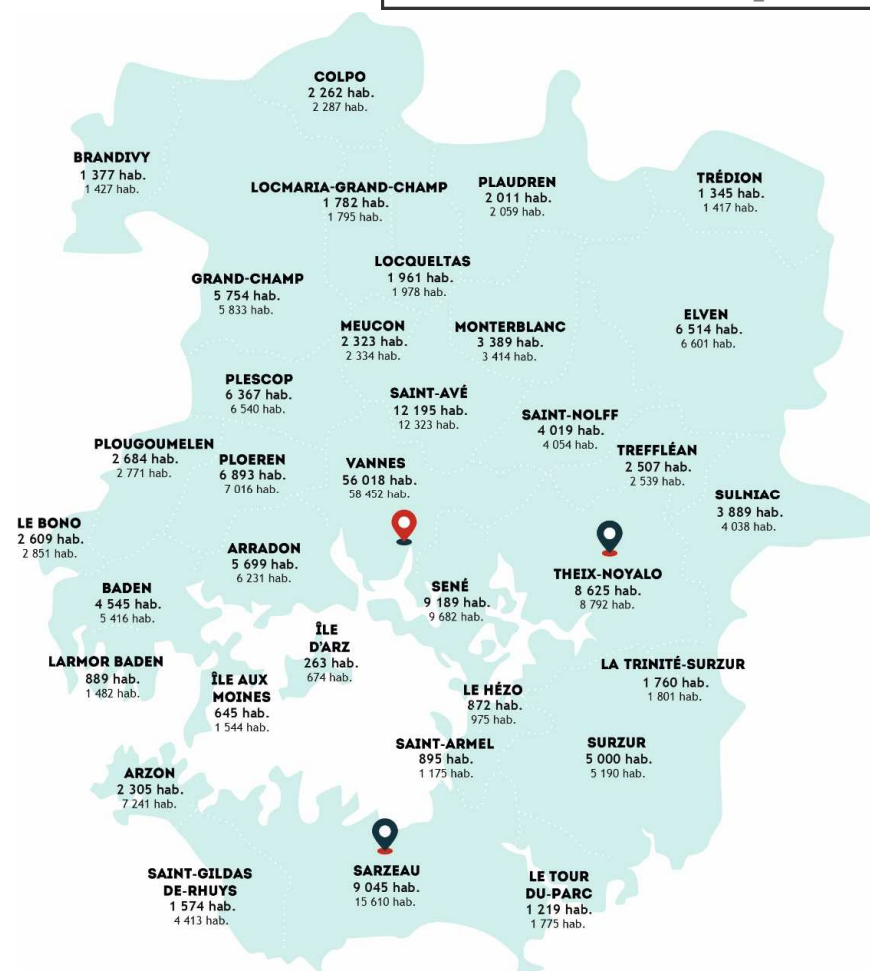 COLPO
2 262 hab.
2 287 hab.
BRANDIVY
1 377 hab.
1 427 hab.
LOCMARIA-GRAND-CHAMP
1 782 hab.
1 795 hab.
PLAUDREN
2 011 hab.
2 059 hab.
TRÉDION
1 345 hab.
1 417 hab.
LOCQUELTAS
1 961 hab.
1 978 hab.
GRAND-CHAMP
5 754 hab.
5 833 hab.
MEUCON
2 323 hab.
2 334 hab.
MONTERBLANC
3 389 hab.
3 414 hab.
ELVEN
6 514 hab.
6 601 hab.
PLESCOP
6 367 hab.
6 540 hab.
SAINT-AVÉ
12 195 hab.
12 323 hab.
SAINT-NOLFF
4 019 hab.
4 054 hab.
PLOUGOUMELEN
2 684 hab.
2 771 hab.
PLOEREN
6 893 hab.
7 016 hab.
VANNES
56 018 hab.
58 452 hab.
TREFFLÉAN
2 507 hab.
2 539 hab.
SULNIAC
3 889 hab.
4 038 hab.
LE BONO
2 609 hab.
2 851 hab.
ARRADON
5 699 hab.
6 231 hab.
BADEN
4 545 hab.
5 416 hab.
SENÉ
9 189 hab.
9 682 hab.
THEIX-NOYALO
8 625 hab.
8 792 hab.
ÎLE
D'ARZ
263 hab.
674 hab.
LARMOR BADEN
889 hab.
1 482 hab.
ÎLE AUX
MOINES
645 hab.
1 544 hab.
LE HÉZO
872 hab.
975 hab.
LA TRINITÉ-SURZUR
1 760 hab.
1 801 hab.
SAINT-ARMEL
895 hab.
1 175 hab.
SURZUR
5 000 hab.
5 190 hab.
ARZON
2 305 hab.
7 241 hab.
SAINT-GILDAS
DE-RHUYS
1 574 hab.
4 413 hab.
SARZEAU
9 045 hab.
15 610 hab.
LE TOUR
DU-PARC
1 219 hab.
1 775 hab.